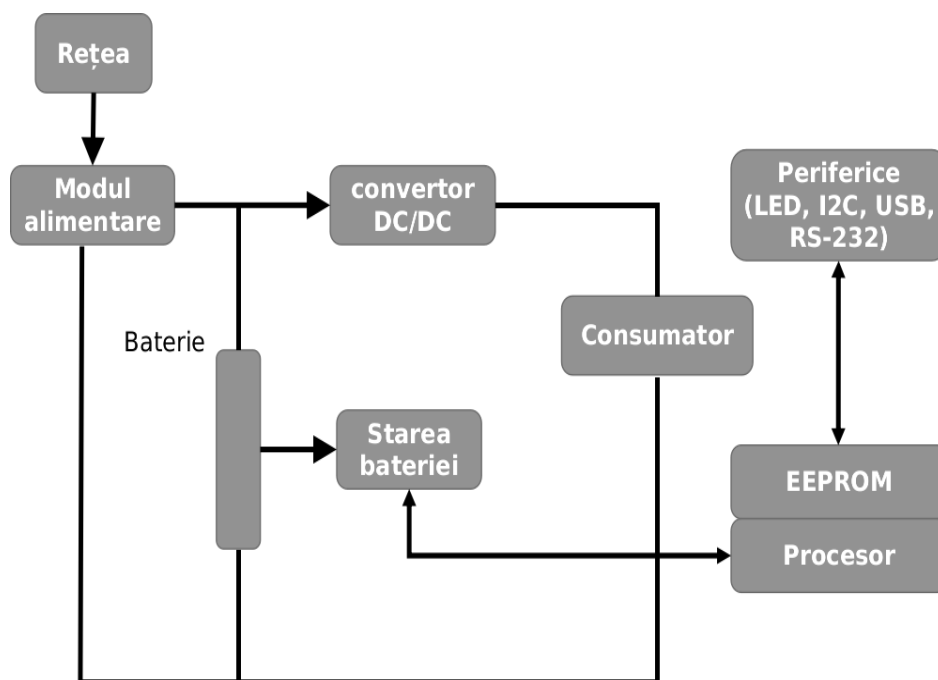 Rețea
Modul
alimentare
convertor
DC/DC
Periferice
(LED, I2C, USB,
RS-232)
Consumator
Baterie
Starea
bateriei
EEPROM
Procesor